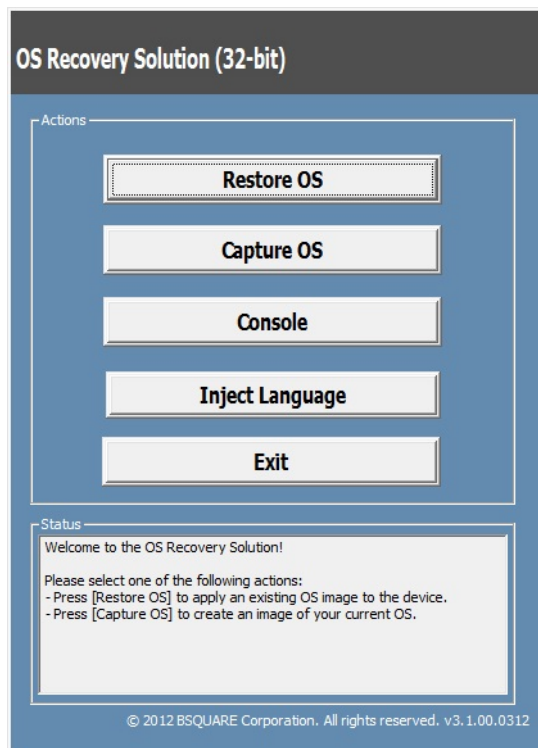 OS Recovery Solution (32-bit)
Actions
Restore OS
Capture OS
Console
Inject Language
Exit
Status
Welcome to the OS Recovery Solution!
Please select one of the following actions:
- Press [Restore OS] to apply an existing OS image to the device.
- Press [Capture OS] to create an image of your current OS.
© 2012 BSQUARE Corporation. All rights reserved. v3.1.00.0312